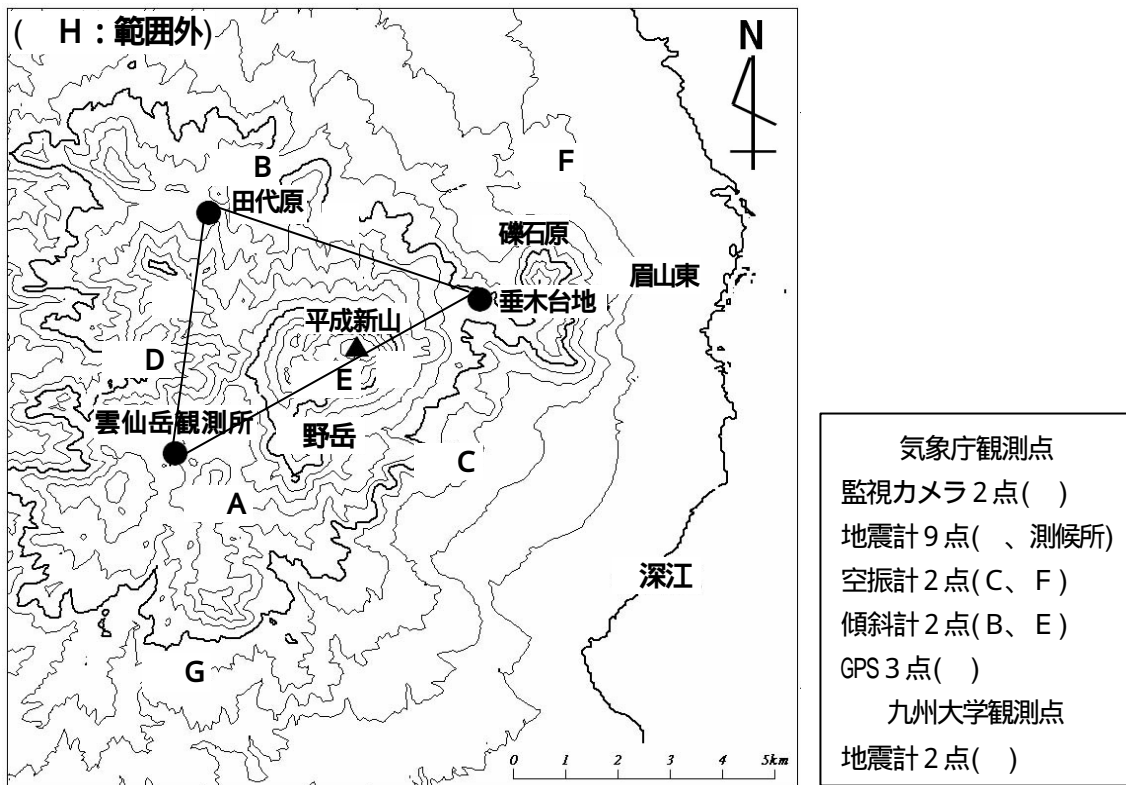 (　H：範囲外)
N
F
B
田代原
礫石原
眉山東
垂木台地
平成新山
D
E
雲仙岳観測所
野岳
C
A
深江
G
0 1 2 3 4 5km
気象庁観測点
監視カメラ２点(　)
地震計９点(　、測候所)
空振計２点(C、F)
傾斜計２点(B、E)
GPS３点(　)
九州大学観測点
地震計２点(　)